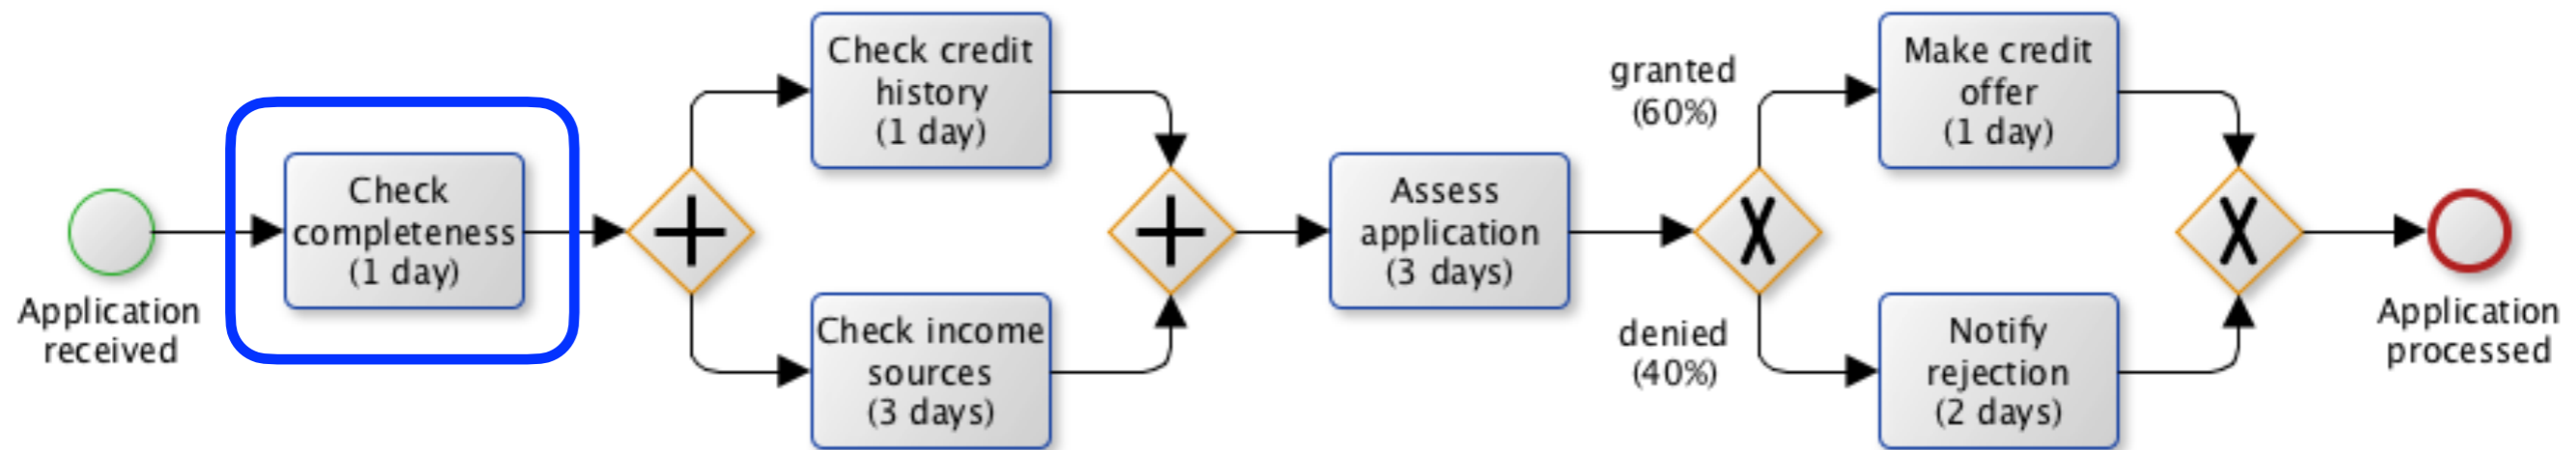 Application
received
Check
completeness
(1 day)
Check credit
history
(1 day)
Check income
sources
(3 days)
Assess
application
(3 days)
granted
(60%)
denied
(40%)
Make credit
offer
(1 day)
Notify
rejection
(2 days)
Application
processed